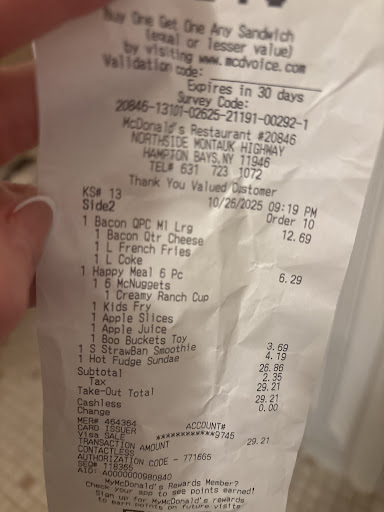 Buy One Get One Any Sandwich
(equal or lesser value)
by visiting www.mcdvoice.com
Validation code:
Expires in 30 days
Survey Code:
20846-13101-02625-21191-00292-1
McDonald's Restaurant #20846
NORTHSIDE MONTAUK HIGHWAY
HAMPTON BAYS,NY 11946
TEL# 631 723 1072
Thank You Valued Customer
KS# 13 10/26/2025 09:19 PM
Side2 Order 10
1 Bacon QPC Ml Lrg 12.69
1 Bacon Qtr Cheese
1 L French Fries
1 L Coke
1 Happy Meal 6 Pc 6.29
1 6 McNuggets
1 Creamy Ranch Cup
1 Kids Fry
1 Apple Slices
1 Apple Juice
1 Boo Buckets Toy
1 S StrawBan Smoothie 3.69
1 Hot Fudge Sundae 4.19
Subtotal 26.86
Tax 2.35
Take-Out Total 29.21
Cashless 29.21
Change 0.00
MER# 464364
CARD ISSUER ACCOUNT#
Visa SALE ************9745
TRANSACTION AMOUNT 29.21
CONTACTLESS
AUTHORIZATION CODE - 771665
SEQ# 118355
AID: A0000000980840
MyMcDonald's Rewards Member?
Check your app to see points earned!
Sign up for MyMcDonald's rewards
to earn points on future visits